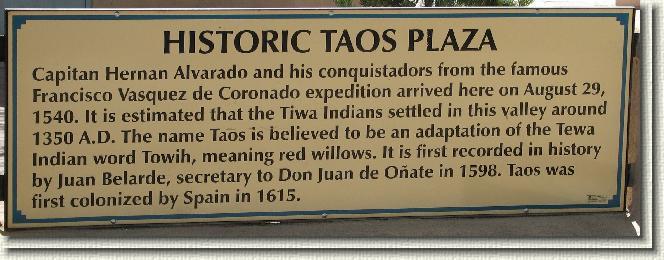 HISTORIC TAOS PLAZA
Capitan Hernan Alvarado and his conquistadors from the famous
Francisco Vasquez de Coronado expedition arrived here on August 29,
1540. It is estimated that the Tiwa Indians settled in this valley around
1350 A.D. The name Taos is believed to be an adaptation of the Tewa
Indian word Towih, meaning red willows. It is first recorded in history
by Juan Belarde, secretary to Don Juan de Oñate in 1598. Taos was
first colonized by Spain in 1615.